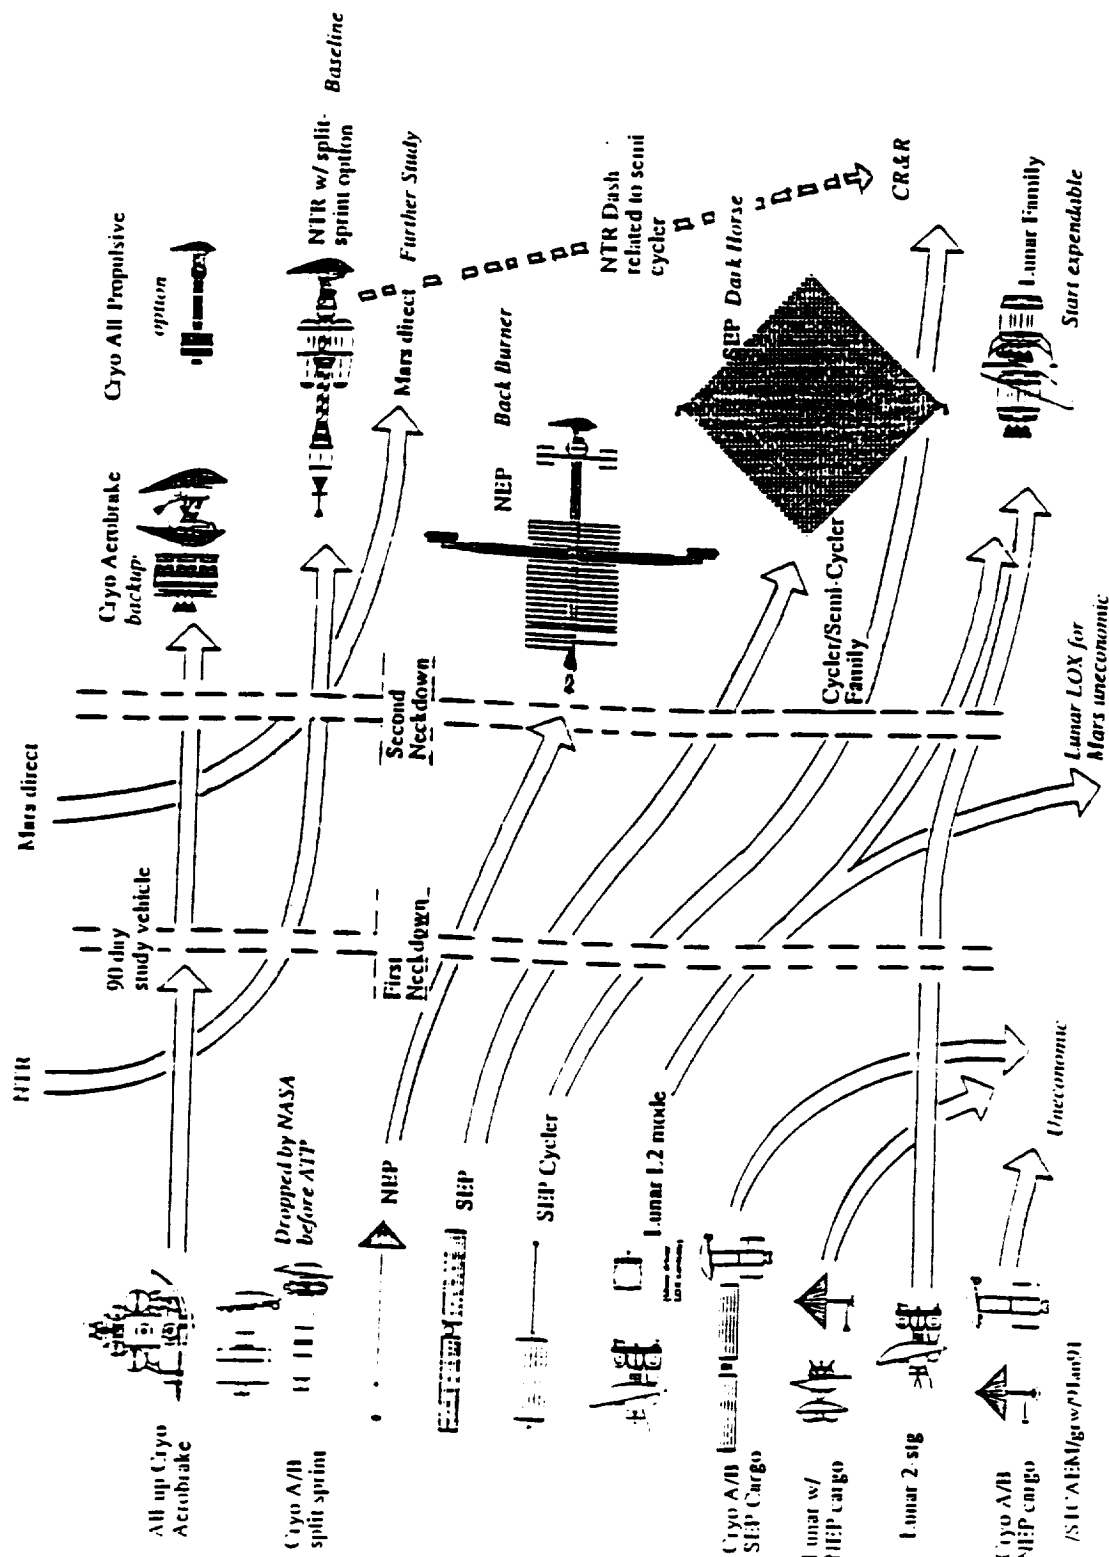 All up Cryo
Aerobrake
Cryo A/B
split sprint
Dropped by NASA
before ATP
NEP
SEP
SEP Cycler
Lunar L2 mode
Cryo A/B
SEP Cargo
Lunar w/
NEP cargo
Lunar 2-stg
Cryo A/B
NEP cargo
Uneconomic
NTR
90 day
study vehicle
First
Neckdown
Mars direct
Second
Neckdown
Lunar LOX for
Mars uneconomic
Cryo Aerobrake
backup
Cryo All Propulsive
option
NTR w/ split-
sprint option
Baseline
Mars direct
Further Study
NEP
Back Burner
NTR Dash
related to semi
cycler
SEP Dark Horse
Cycler/Semi-Cycler
Family
CR&R
Lunar Family
Start expendable